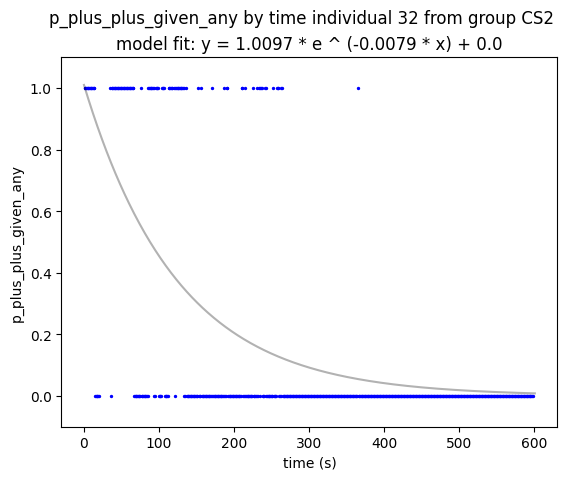 p_plus_plus_given_any by time individual 32 from group CS2
model fit: y = 1.0097 * e ^ (-0.0079 * x) + 0.0
1.0
0.8
0.6
0.4
0.2
0.0
p_plus_plus_given_any
0 100 200 300 400 500 600
time (s)